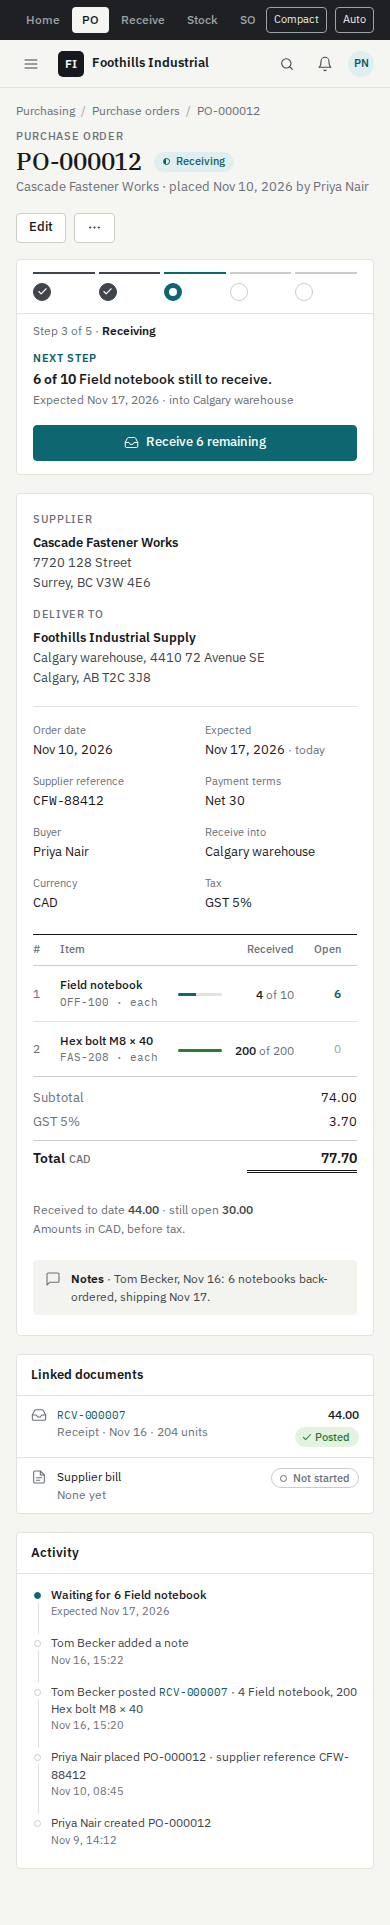 Home PO Receive Stock SO Compact Auto
FI Foothills Industrial PN
Purchasing / Purchase orders / PO-000012
PURCHASE ORDER
PO-000012 Receiving
Cascade Fastener Works · placed Nov 10, 2026 by Priya Nair
Edit ···
Step 3 of 5 · Receiving
NEXT STEP
6 of 10 Field notebook still to receive.
Expected Nov 17, 2026 · into Calgary warehouse
Receive 6 remaining
SUPPLIER
Cascade Fastener Works
7720 128 Street
Surrey, BC V3W 4E6
DELIVER TO
Foothills Industrial Supply
Calgary warehouse, 4410 72 Avenue SE
Calgary, AB T2C 3J8
Order date Expected
Nov 10, 2026 Nov 17, 2026 · today
Supplier reference Payment terms
CFW-88412 Net 30
Buyer Receive into
Priya Nair Calgary warehouse
Currency Tax
CAD GST 5%
# Item Received Open
1 Field notebook 4 of 10 6
OFF-100 · each
2 Hex bolt M8 × 40 200 of 200 0
FAS-208 · each
Subtotal 74.00
GST 5% 3.70
Total CAD 77.70
Received to date 44.00 · still open 30.00
Amounts in CAD, before tax.
Notes · Tom Becker, Nov 16: 6 notebooks back-
ordered, shipping Nov 17.
Linked documents
RCV-000007 44.00
Receipt · Nov 16 · 204 units Posted
Supplier bill Not started
None yet
Activity
Waiting for 6 Field notebook
Expected Nov 17, 2026
Tom Becker added a note
Nov 16, 15:22
Tom Becker posted RCV-000007 · 4 Field notebook, 200
Hex bolt M8 × 40
Nov 16, 15:20
Priya Nair placed PO-000012 · supplier reference CFW-
88412
Nov 10, 08:45
Priya Nair created PO-000012
Nov 9, 14:12